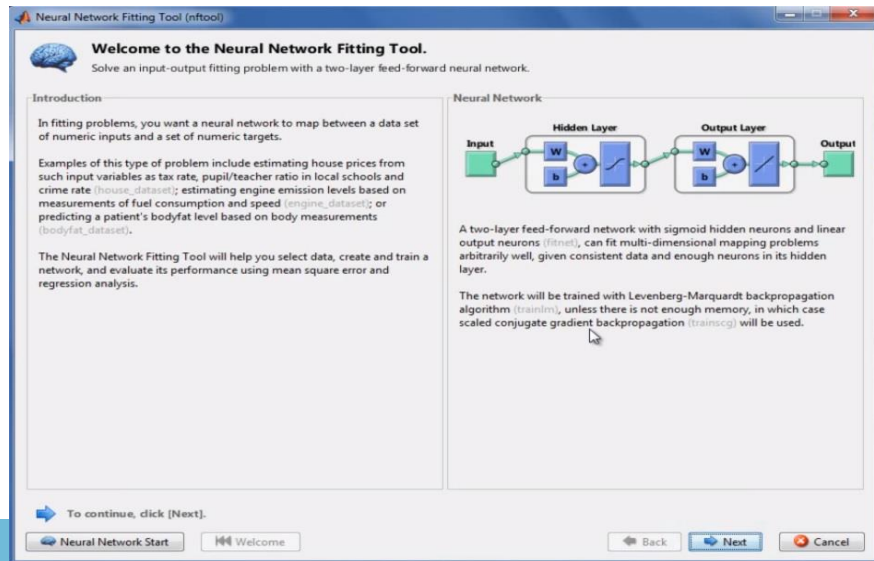 Neural Network Fitting Tool (nftool)
Welcome to the Neural Network Fitting Tool.
Solve an input-output fitting problem with a two-layer feed-forward neural network.
Introduction
In fitting problems, you want a neural network to map between a data set
of numeric inputs and a set of numeric targets.
Examples of this type of problem include estimating house prices from
such input variables as tax rate, pupil/teacher ratio in local schools and
crime rate (house_dataset); estimating engine emission levels based on
measurements of fuel consumption and speed (engine_dataset); or
predicting a patient's bodyfat level based on body measurements
(bodyfat_dataset).
The Neural Network Fitting Tool will help you select data, create and train a
network, and evaluate its performance using mean square error and
regression analysis.
Neural Network
Hidden Layer
Output Layer
Input
Output
W
b
+
W
b
+
A two-layer feed-forward network with sigmoid hidden neurons and linear
output neurons (fitnet), can fit multi-dimensional mapping problems
arbitrarily well, given consistent data and enough neurons in its hidden
layer.
The network will be trained with Levenberg-Marquardt backpropagation
algorithm (trainlm), unless there is not enough memory, in which case
scaled conjugate gradient backpropagation (trainscg) will be used.
To continue, click [Next].
Neural Network Start
Welcome
Back
Next
Cancel